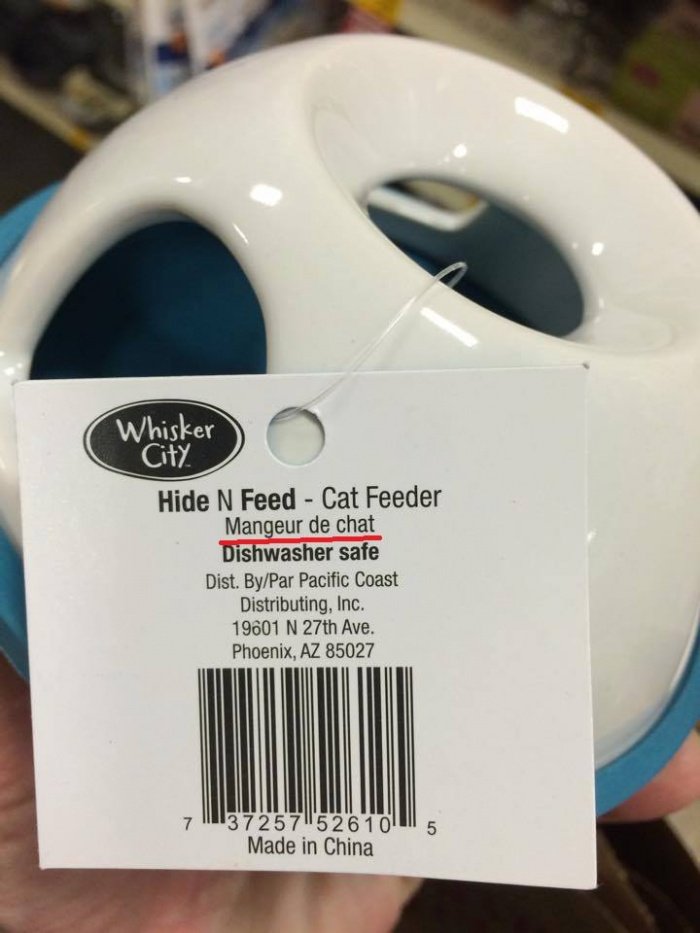 Whisker
City
Hide N Feed - Cat Feeder
Mangeur de chat
Dishwasher safe
Dist. By/Par Pacific Coast
Distributing, Inc.
19601 N 27th Ave.
Phoenix, AZ 85027
7 37257 52610 5
Made in China